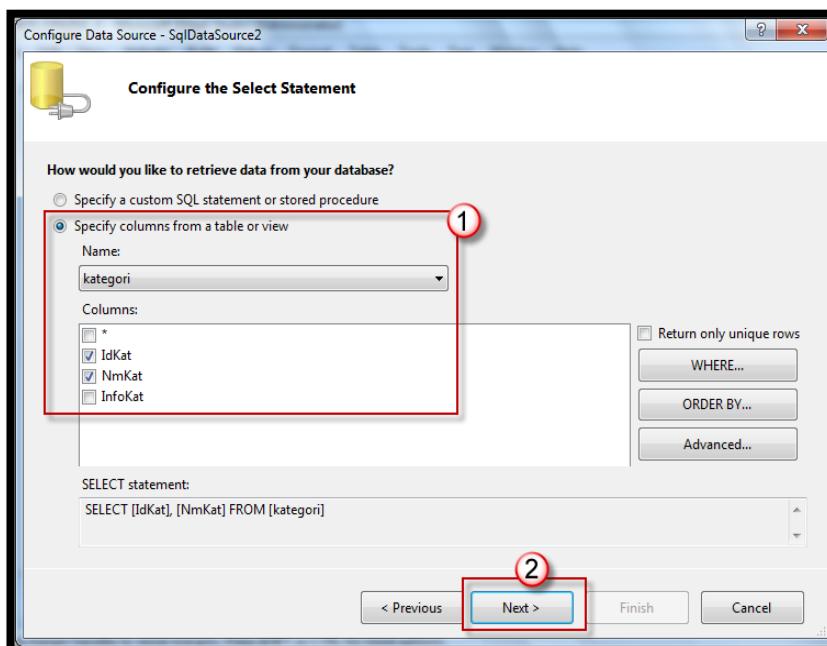 Configure Data Source - SqlDataSource2
Configure the Select Statement
How would you like to retrieve data from your database?
Specify a custom SQL statement or stored procedure
Specify columns from a table or view
1
Name:
kategori
Columns:
*
IdKat
NmKat
InfoKat
Return only unique rows
WHERE...
ORDER BY...
Advanced...
SELECT statement:
SELECT [IdKat], [NmKat] FROM [kategori]
2
< Previous
Next >
Finish
Cancel